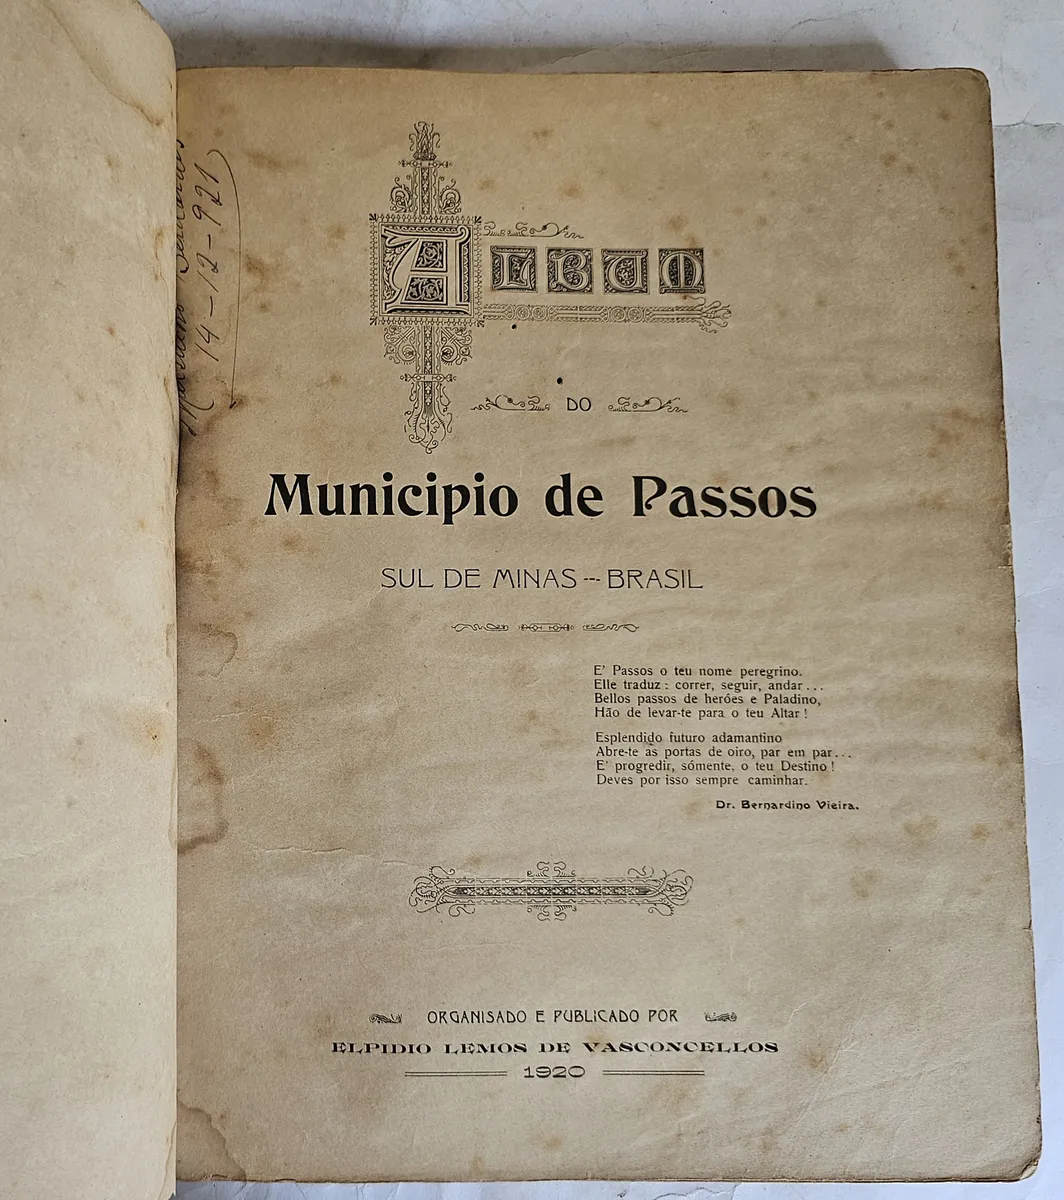 ALBUM
DO
Municipio de Passos
SUL DE MINAS --- BRASIL
E' Passos o teu nome peregrino.
Elle traduz : correr, seguir, andar ...
Bellos passos de heróes e Paladino,
Hão de levar-te para o teu Altar !
Esplendido futuro adamantino
Abre-te às portas de oiro, par em par...
E' progredir, sómente, o teu Destino !
Deves por isso sempre caminhar.
Dr. Bernardino Vieira.
ORGANISADO E PUBLICADO POR
ELPIDIO LEMOS DE VASCONCELLOS
1920
14-12-921